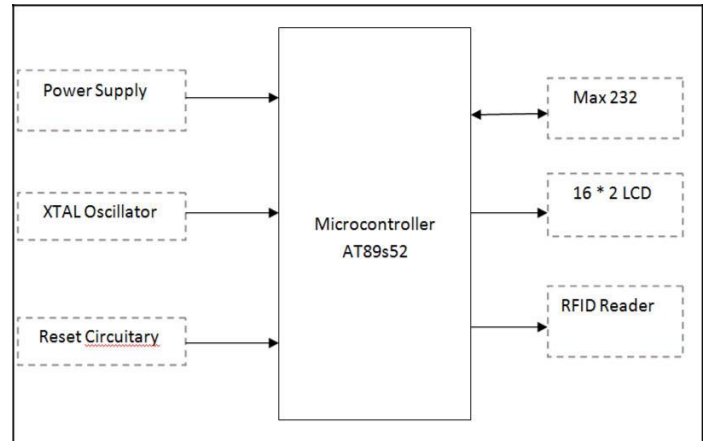 Power Supply
XTAL Oscillator
Reset Circuitary
Microcontroller
AT89s52
Max 232
16 * 2 LCD
RFID Reader